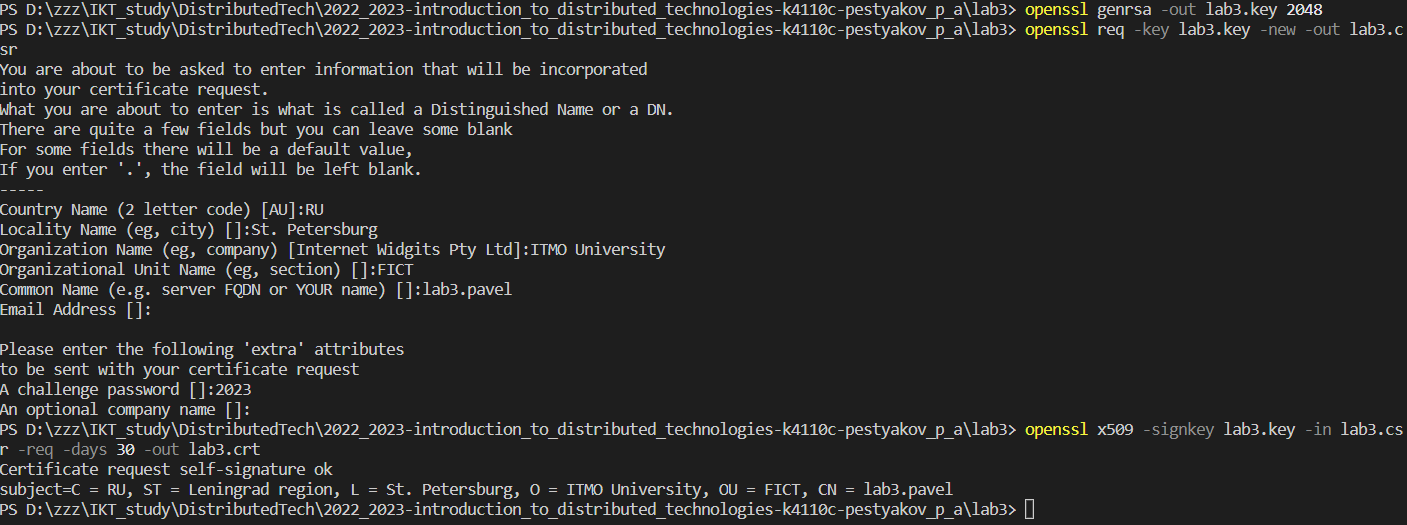 PS D:\zzz\IKT_study\DistributedTech\2022_2023-introduction_to_distributed_technologies-k4110c-pestyakov_p_a\lab3> openssl genrsa -out lab3.key 2048
PS D:\zzz\IKT_study\DistributedTech\2022_2023-introduction_to_distributed_technologies-k4110c-pestyakov_p_a\lab3> openssl req -key lab3.key -new -out lab3.c
sr
You are about to be asked to enter information that will be incorporated
into your certificate request.
What you are about to enter is what is called a Distinguished Name or a DN.
There are quite a few fields but you can leave some blank
For some fields there will be a default value,
If you enter '.', the field will be left blank.
-----
Country Name (2 letter code) [AU]:RU
Locality Name (eg, city) []:St. Petersburg
Organization Name (eg, company) [Internet Widgits Pty Ltd]:ITMO University
Organizational Unit Name (eg, section) []:FICT
Common Name (e.g. server FQDN or YOUR name) []:lab3.pavel
Email Address []:
Please enter the following 'extra' attributes
to be sent with your certificate request
A challenge password []:2023
An optional company name []:
PS D:\zzz\IKT_study\DistributedTech\2022_2023-introduction_to_distributed_technologies-k4110c-pestyakov_p_a\lab3> openssl x509 -signkey lab3.key -in lab3.cs
r -req -days 30 -out lab3.crt
Certificate request self-signature ok
subject=C = RU, ST = Leningrad region, L = St. Petersburg, O = ITMO University, OU = FICT, CN = lab3.pavel
PS D:\zzz\IKT_study\DistributedTech\2022_2023-introduction_to_distributed_technologies-k4110c-pestyakov_p_a\lab3>